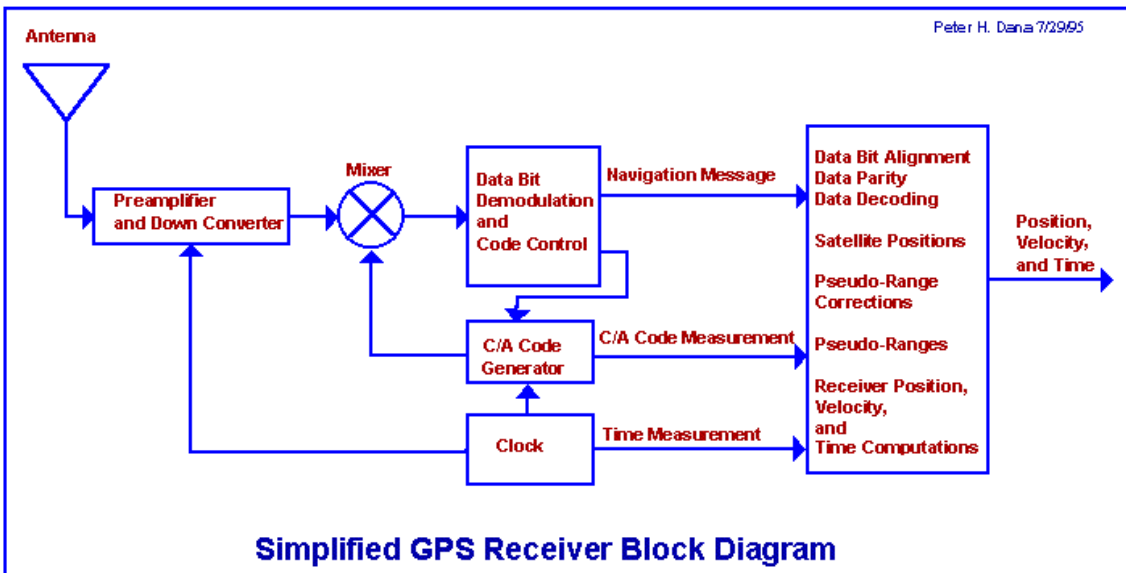 Peter H. Dana 7/29/95
Antenna
Preamplifier
and Down Converter
Mixer
Data Bit
Demodulation
and
Code Control
Navigation Message
C/A Code
Generator
C/A Code Measurement
Clock
Time Measurement
Data Bit Alignment
Data Parity
Data Decoding
Satellite Positions
Pseudo-Range
Corrections
Pseudo-Ranges
Receiver Position,
Velocity,
and
Time Computations
Position,
Velocity,
and Time
Simplified GPS Receiver Block Diagram